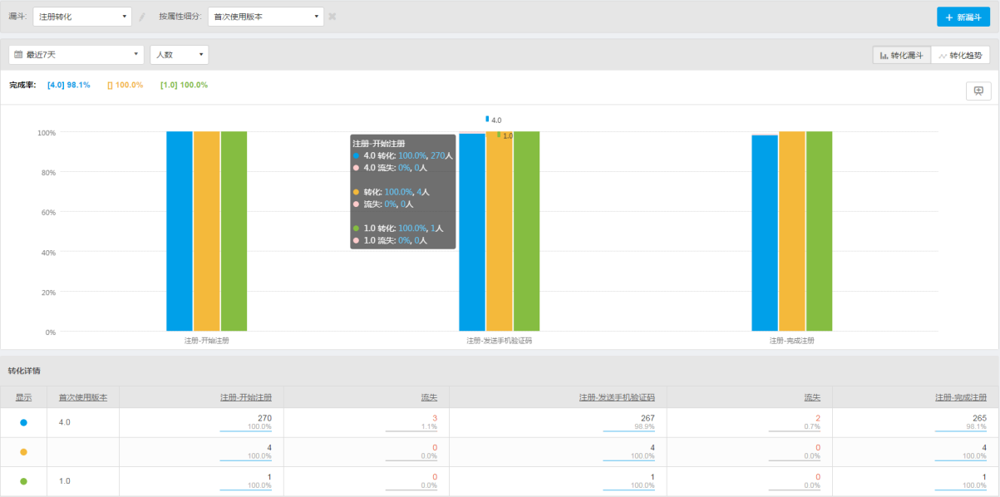 漏斗: 注册转化 按属性细分: 首次使用版本 + 新漏斗
最近7天 人数 转化漏斗 转化趋势
完成率: [4.0] 98.1% [] 100.0% [1.0] 100.0%
4.0
1.0
100%
80%
60%
40%
20%
0%
注册-开始注册
4.0 转化: 100.0%, 270人
4.0 流失: 0%, 0人
转化: 100.0%, 4人
流失: 0%, 0人
1.0 转化: 100.0%, 1人
1.0 流失: 0%, 0人
注册-开始注册 注册-发送手机验证码 注册-完成注册
转化详情
显示 首次使用版本 注册-开始注册 流失 注册-发送手机验证码 流失 注册-完成注册
4.0 270 3 267 2 265
100.0% 1.1% 98.9% 0.7% 98.1%
4 0 4 0 4
100.0% 0.0% 100.0% 0.0% 100.0%
1.0 1 0 1 0 1
100.0% 0.0% 100.0% 0.0% 100.0%